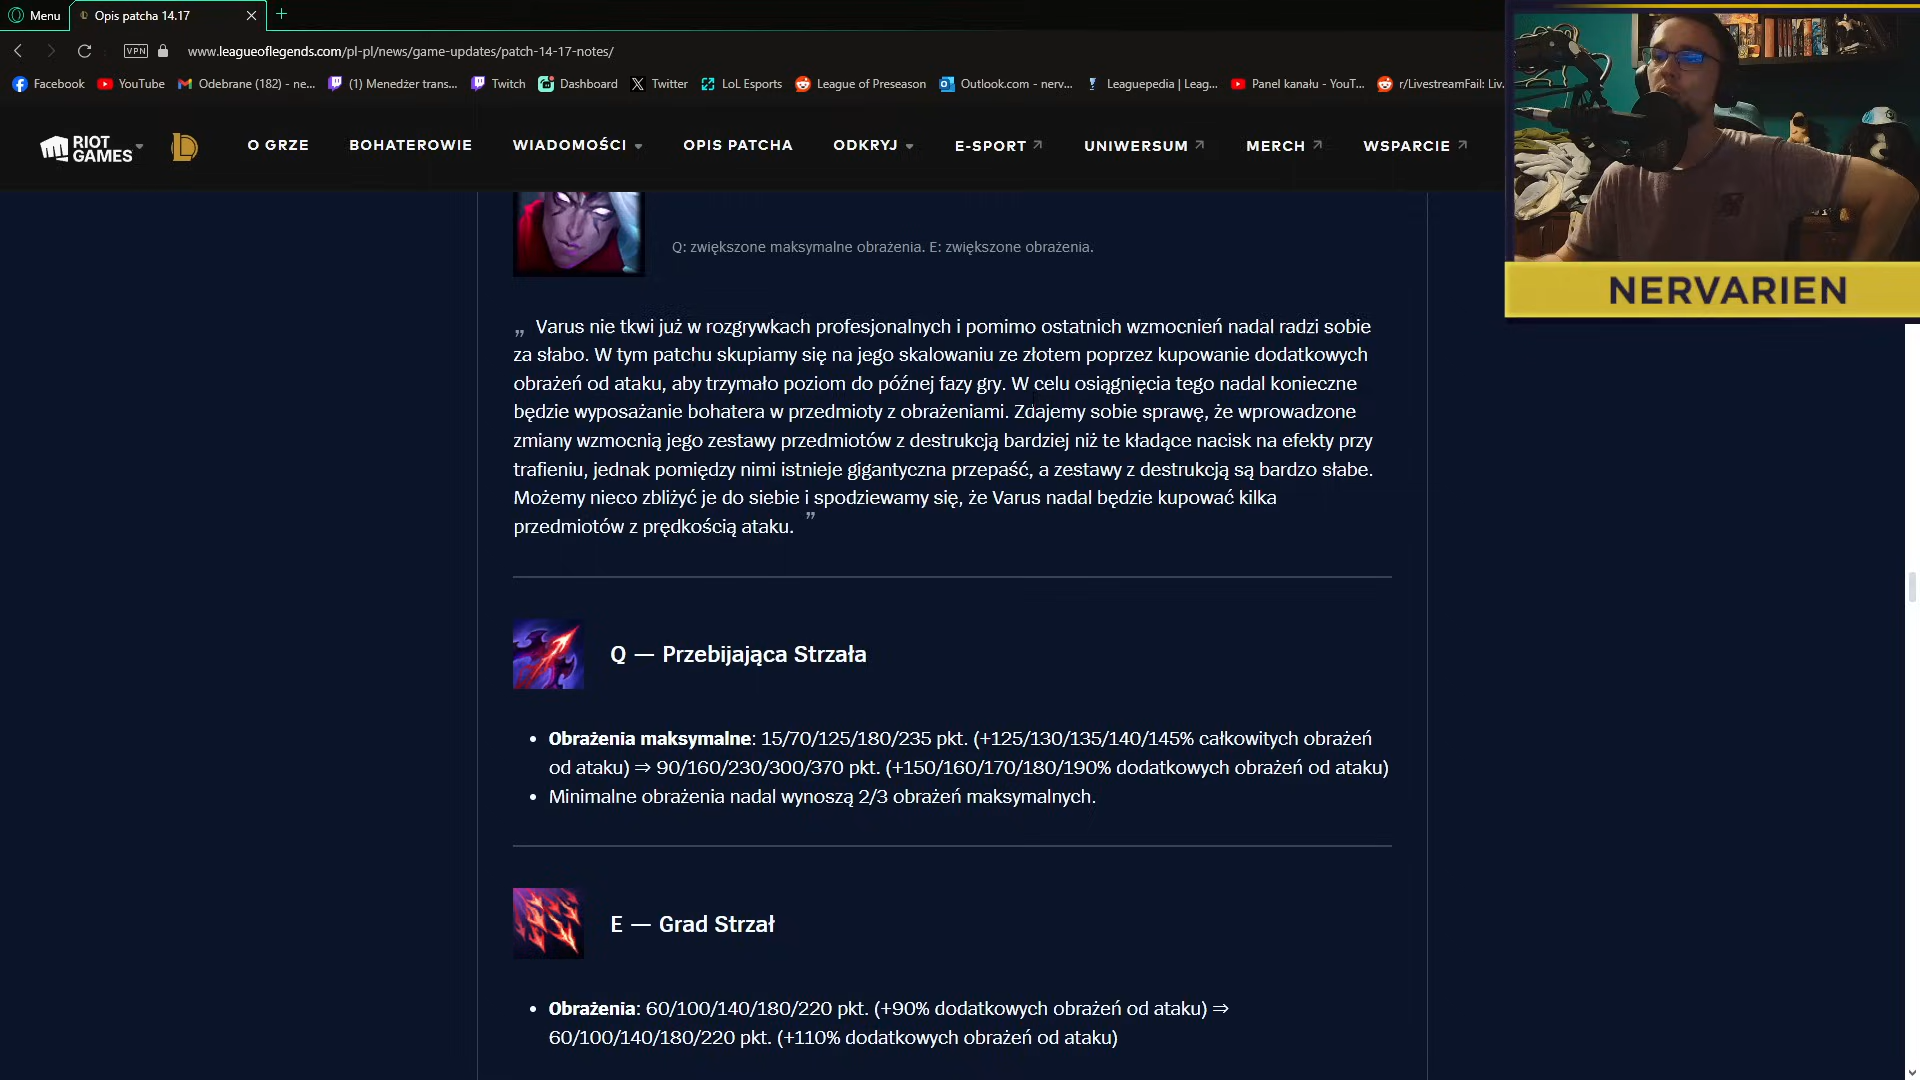 Menu
Opis patcha 14.17
VPN
www.leagueoflegends.com/pl-pl/news/game-updates/patch-14-17-notes/
Facebook
YouTube
Odebrane (182) - ne...
(1) Menedżer trans...
Twitch
Dashboard
Twitter
LoL Esports
League of Preseason
Outlook.com - nerv...
Leaguepedia | Leag...
Panel kanału - YouT...
r/LivestreamFail: Liv...
RIOT GAMES
O GRZE
BOHATEROWIE
WIADOMOŚCI
OPIS PATCHA
ODKRYJ
E-SPORT
UNIWERSUM
MERCH
WSPARCIE
NERVARIEN
Q: zwiększone maksymalne obrażenia. E: zwiększone obrażenia.
„ Varus nie tkwi już w rozgrywkach profesjonalnych i pomimo ostatnich wzmocnień nadal radzi sobie
za słabo. W tym patchu skupiamy się na jego skalowaniu ze złotem poprzez kupowanie dodatkowych
obrażeń od ataku, aby trzymało poziom do późnej fazy gry. W celu osiągnięcia tego nadal konieczne
będzie wyposażanie bohatera w przedmioty z obrażeniami. Zdajemy sobie sprawę, że wprowadzone
zmiany wzmocnią jego zestawy przedmiotów z destrukcją bardziej niż te kładące nacisk na efekty przy
trafieniu, jednak pomiędzy nimi istnieje gigantyczna przepaść, a zestawy z destrukcją są bardzo słabe.
Możemy nieco zbliżyć je do siebie i spodziewamy się, że Varus nadal będzie kupować kilka
przedmiotów z prędkością ataku. ”
Q — Przebijająca Strzała
• Obrażenia maksymalne: 15/70/125/180/235 pkt. (+125/130/135/140/145% całkowitych obrażeń
od ataku) ⇒ 90/160/230/300/370 pkt. (+150/160/170/180/190% dodatkowych obrażeń od ataku)
• Minimalne obrażenia nadal wynoszą 2/3 obrażeń maksymalnych.
E — Grad Strzał
• Obrażenia: 60/100/140/180/220 pkt. (+90% dodatkowych obrażeń od ataku) ⇒
60/100/140/180/220 pkt. (+110% dodatkowych obrażeń od ataku)